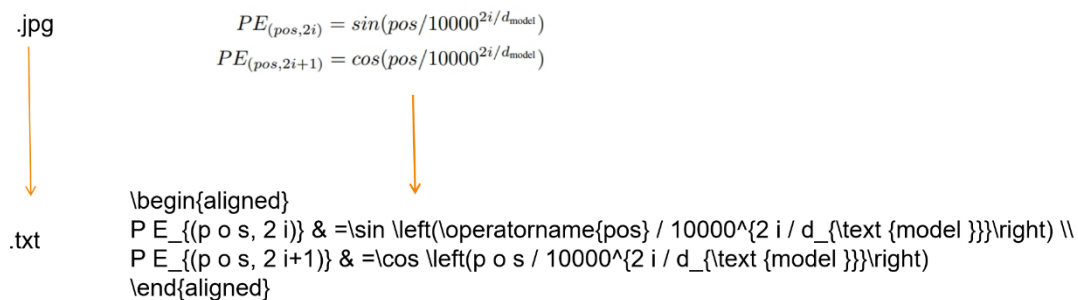 .jpg
PE_{(pos,2i)} = sin(pos/10000^{2i/d_{model}})
PE_{(pos,2i+1)} = cos(pos/10000^{2i/d_{model}})
\begin{aligned}
P E_{(p o s, 2 i)} & =\sin \left(\operatorname{pos} / 10000^{2 i / d_{\text {model }}}\right) \\
.txt
P E_{(p o s, 2 i+1)} & =\cos \left(p o s / 10000^{2 i / d_{\text {model }}}\right)
\end{aligned}